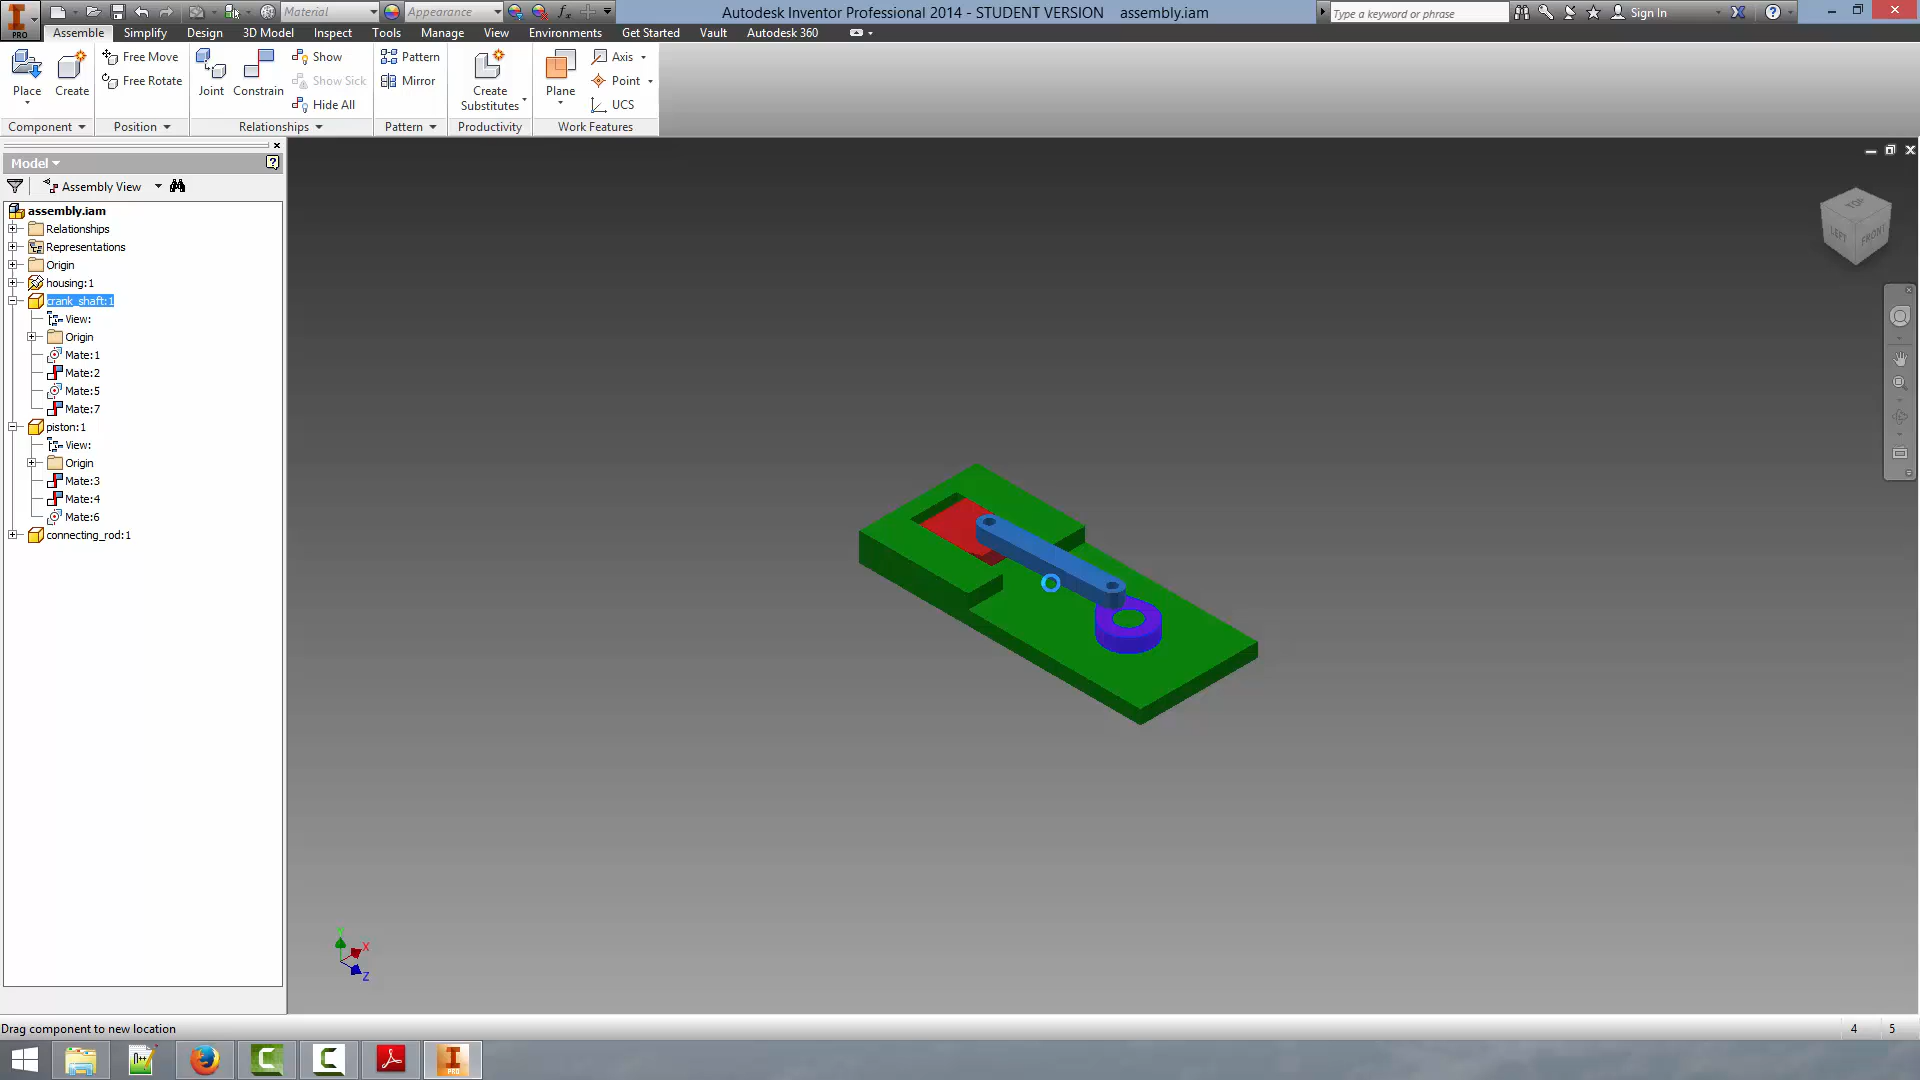 Material
Appearance
Autodesk Inventor Professional 2014 - STUDENT VERSION assembly.iam
Type a keyword or phrase
Sign In
PRO
Assemble Simplify Design 3D Model Inspect Tools Manage View Environments Get Started Vault Autodesk 360
Place
Create
Free Move
Free Rotate
Joint
Constrain
Show
Show Sick
Hide All
Pattern
Mirror
Create
Substitutes
Plane
Axis
Point
UCS
Component
Position
Relationships
Pattern
Productivity
Work Features
Model
Assembly View
assembly.iam
Relationships
Representations
Origin
housing:1
crank_shaft:1
View:
Origin
Mate:1
Mate:2
Mate:5
Mate:7
piston:1
View:
Origin
Mate:3
Mate:4
Mate:6
connecting_rod:1
TOP
LEFT
FRONT
Y
X
Z
Drag component to new location
4 5
PRO